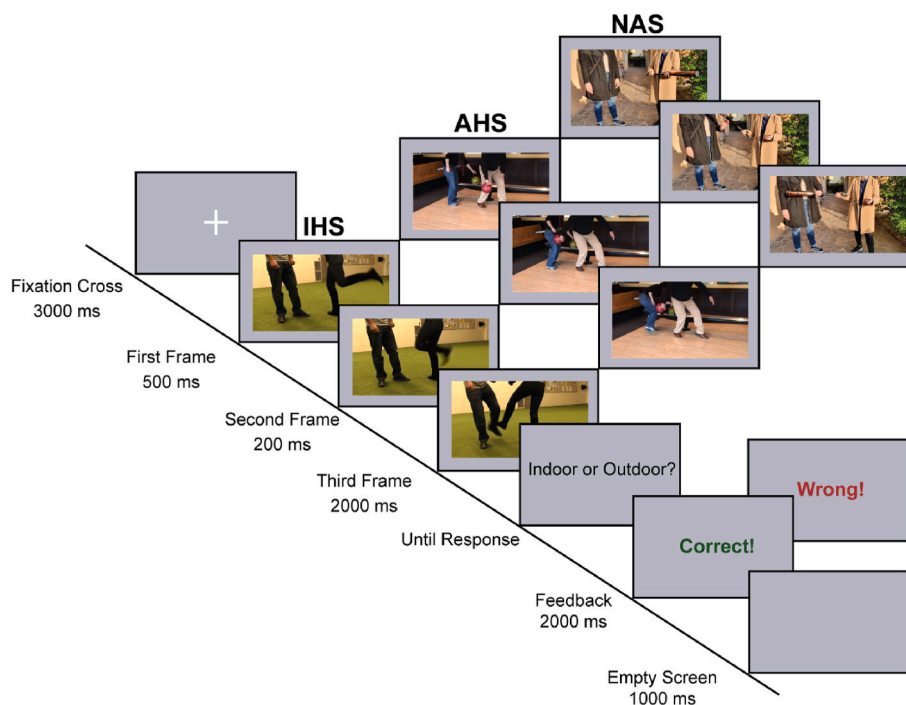 NAS
AHS
IHS
Fixation Cross
3000 ms
First Frame
500 ms
Second Frame
200 ms
Third Frame
2000 ms
Indoor or Outdoor?
Until Response
Wrong!
Correct!
Feedback
2000 ms
Empty Screen
1000 ms